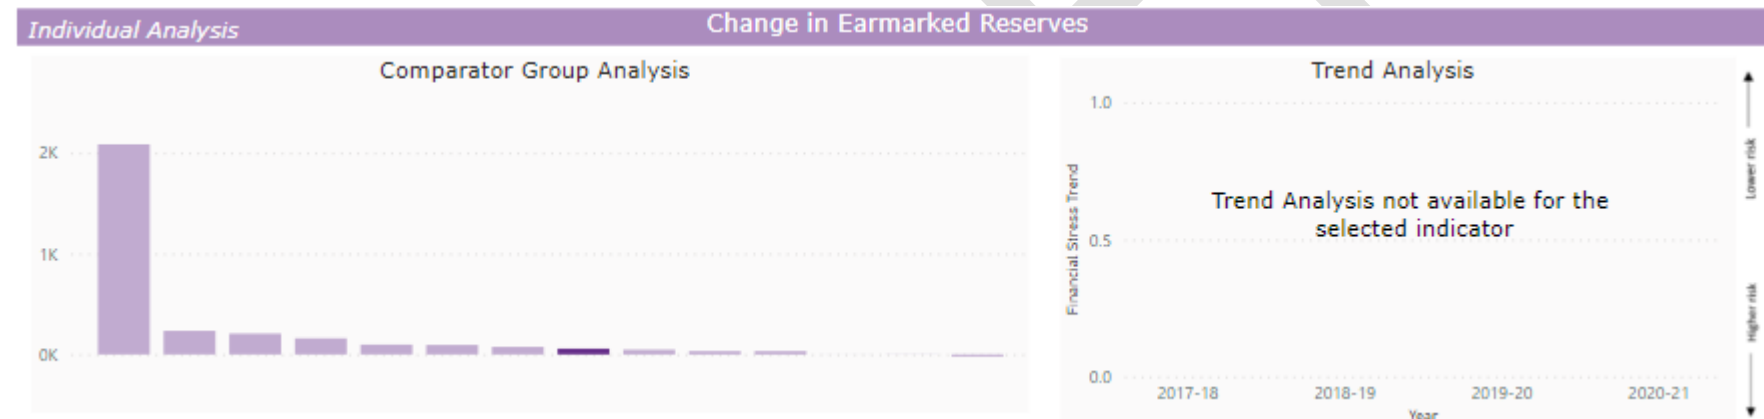 Individual Analysis
Change in Earmarked Reserves
Comparator Group Analysis
2K
1K
0K
Trend Analysis
1.0
0.5
0.0
Financial Stress Trend
Trend Analysis not available for the
selected indicator
2017-18 2018-19 2019-20 2020-21
Year
Lower risk
Higher risk